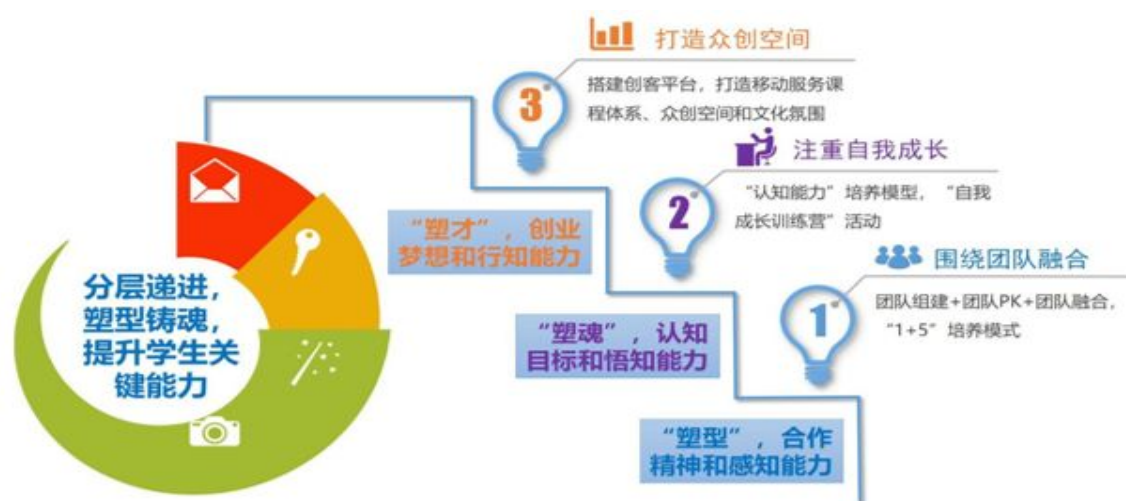 打造众创空间
3
搭建创客平台，打造移动服务课
程体系、众创空间和文化氛围
注重自我成长
2
“认知能力”培养模型，“自我
成长训练营”活动
“塑才”，创业
梦想和行知能力
围绕团队融合
1
团队组建+团队PK+团队融合，
“1+5”培养模式
分层递进，
塑型铸魂，
提升学生关
键能力
“塑魂”，认知
目标和悟知能力
“塑型”，合作
精神和感知能力